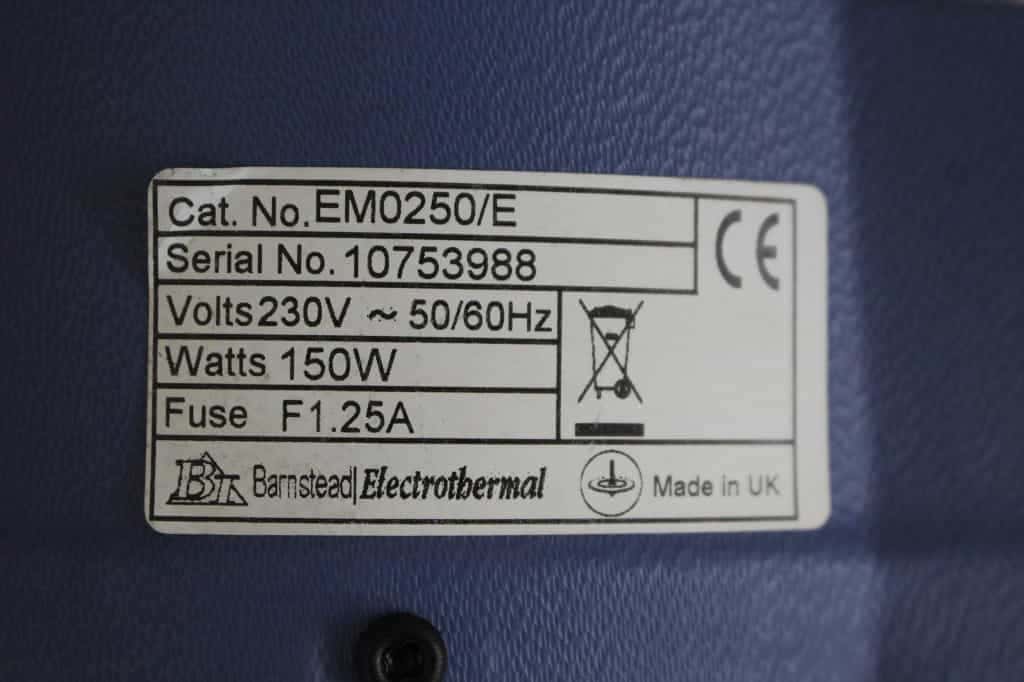 Cat. No. EM0250/E
CE
Serial No. 10753988
Volts 230V ~ 50/60Hz
Watts 150W
Fuse F1.25A
Barnstead|Electrothermal
Made in UK